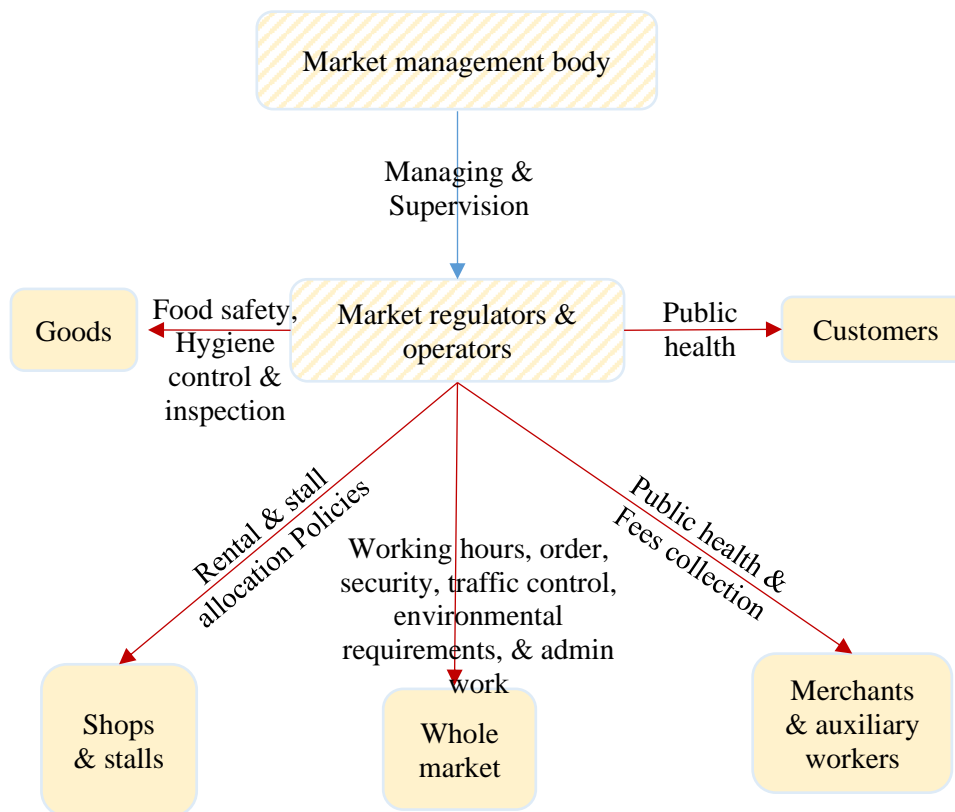 Market management body
Managing &
Supervision
Goods
Food safety,
Hygiene
control &
inspection
Market regulators &
operators
Public
health
Customers
Rental & stall
allocation Policies
Working hours, order,
security, traffic control,
environmental
requirements, & admin
work
Public health &
Fees collection
Shops
& stalls
Whole
market
Merchants
& auxiliary
workers